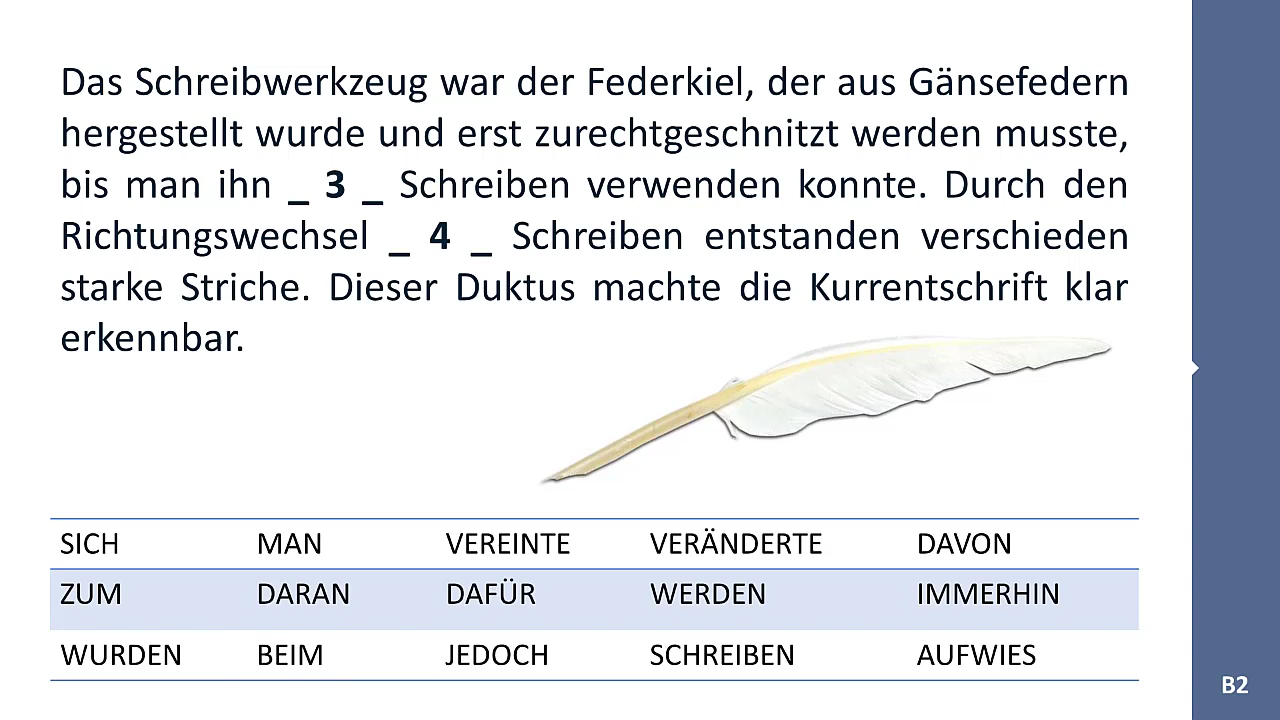 Das Schreibwerkzeug war der Federkiel, der aus Gänsefedern
hergestellt wurde und erst zurechtgeschnitzt werden musste,
bis man ihn _ 3 _ Schreiben verwenden konnte. Durch den
Richtungswechsel _ 4 _ Schreiben entstanden verschieden
starke Striche. Dieser Duktus machte die Kurrentschrift klar
erkennbar.
SICH MAN VEREINTE VERÄNDERTE DAVON
ZUM DARAN DAFÜR WERDEN IMMERHIN
WURDEN BEIM JEDOCH SCHREIBEN AUFWIES
B2